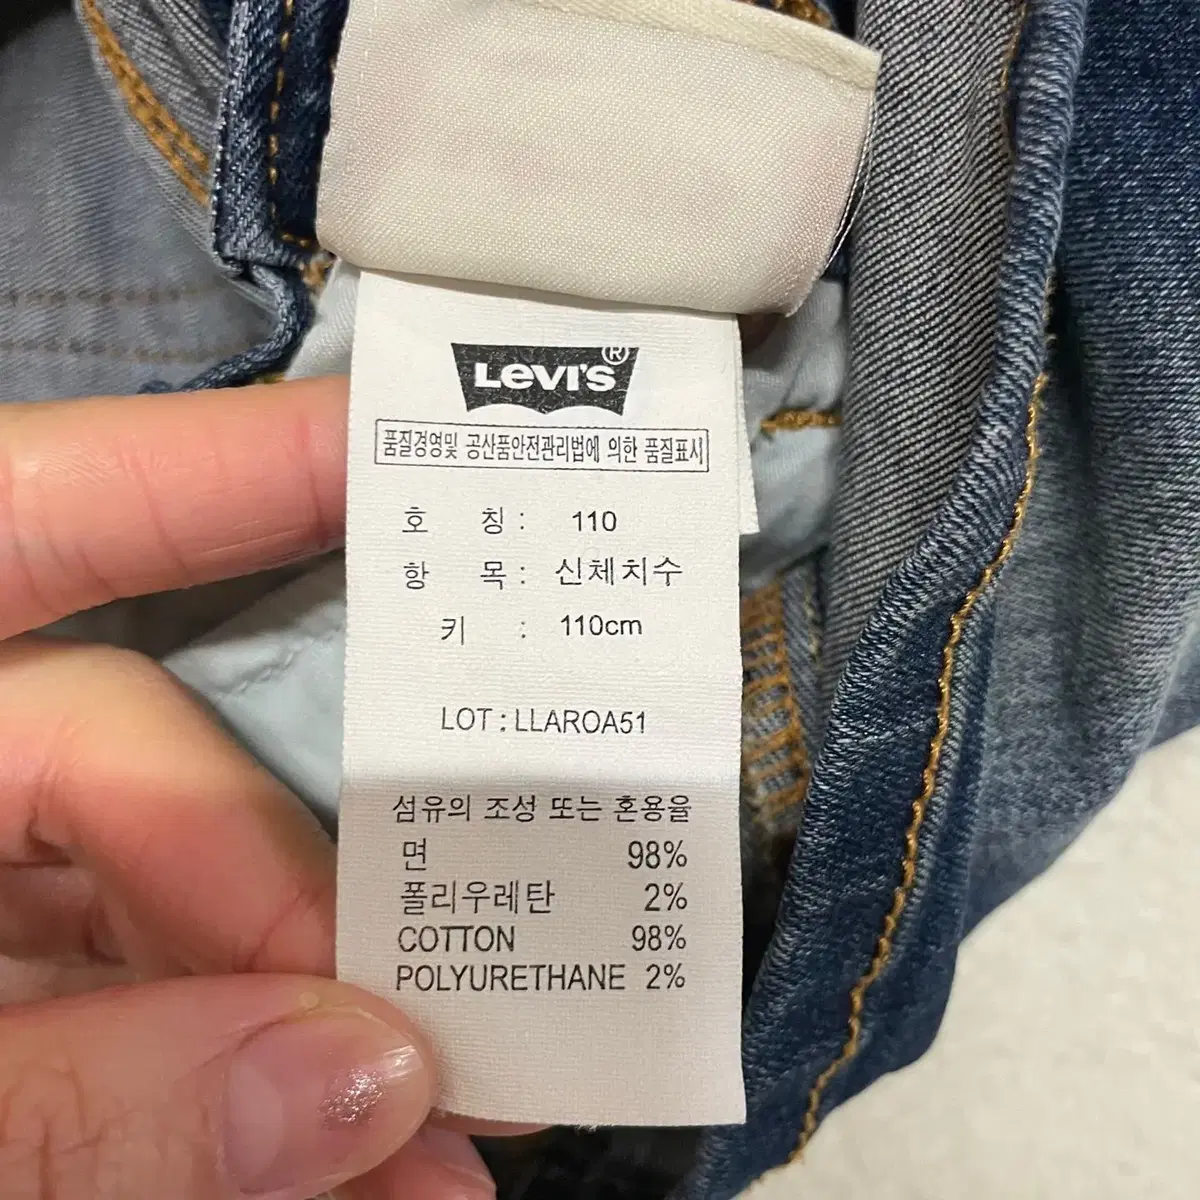 LEVI'S®
품질경영및 공산품안전관리법에 의한 품질표시
호 칭 : 110
항 목 : 신체치수
키 : 110cm
LOT : LLAROA51
섬유의 조성 또는 혼용율
면 98%
폴리우레탄 2%
COTTON 98%
POLYURETHANE 2%